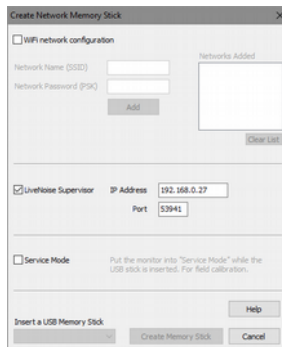 Create Network Memory Stick
WiFi network configuration
Networks Added
Network Name (SSID)
Network Password (PSK)
Add
Clear List
LiveNoise Supervisor IP Address 192.168.0.27
Port 53941
Service Mode Put the monitor into "Service Mode" while the
USB stick is inserted. For field calibration.
Help
Insert a USB Memory Stick
Create Memory Stick Cancel